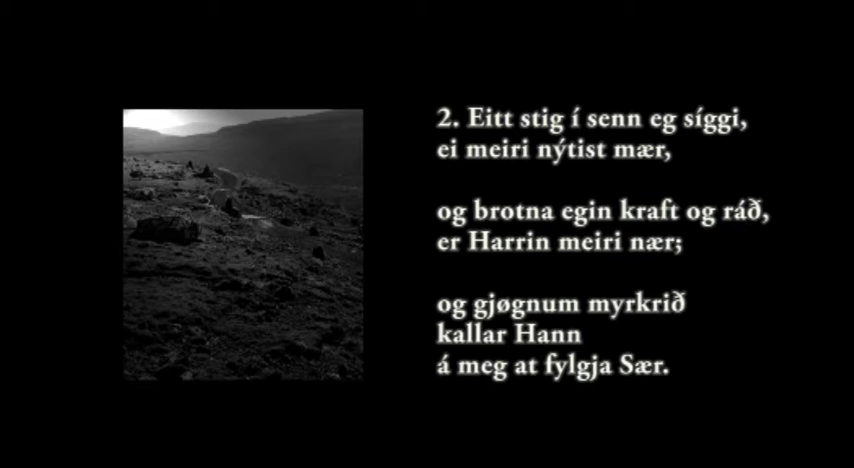 2. Eitt stig í senn eg síggi,
ei meiri nýtist mær,
og brotna egin kraft og ráð,
er Harrin meiri nær;
og gjøgnum myrkrið
kallar Hann
á meg at fylgja Sær.